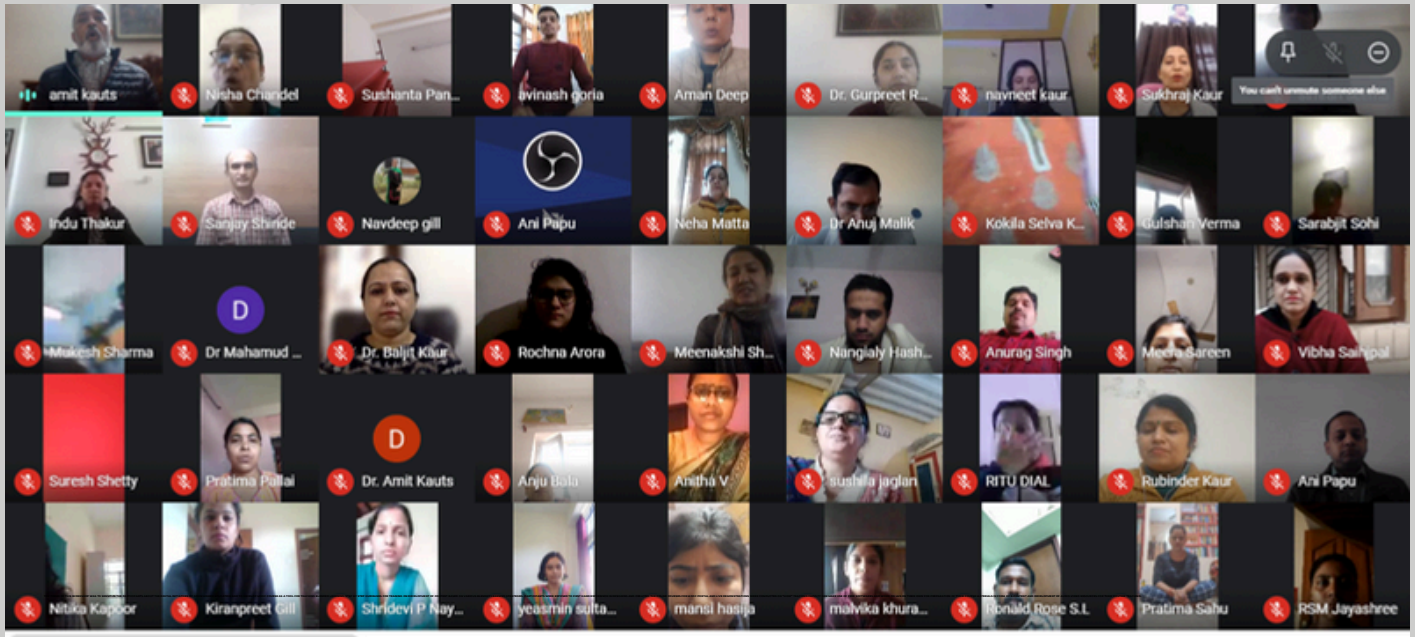 amit kauts
Nisha Chandel
Sushanta Pan...
avinash goria
Aman Deep
Dr. Gurpreet R...
navneet kaur
Sukhraj Kaur
You can't unmute someone else
Indu Thakur
Sanjay Shinde
Navdeep gill
Ani Papu
Neha Matta
Dr Anuj Malik
Kokila Selva K...
Gulshan Verma
Sarabjit Sohi
Mukesh Sharma
D
Dr Mahamud ...
Dr. Baljit Kaur
Rochna Arora
Meenakshi Sh...
Nangialy Hash...
Anurag Singh
Meera Sareen
Vibha Saihjpal
Suresh Shetty
Pratima Pallai
D
Dr. Amit Kauts
Anju Bala
Anitha V
sushila jaglan
RITU DIAL
Rubinder Kaur
Ani Papu
Nitika Kapoor
Kiranpreet Gill
Shridevi P Nay...
yeasmin sulta...
mansi hasija
malvika khura...
Ronald Rose S.L
Pratima Sahu
RSM Jayashree